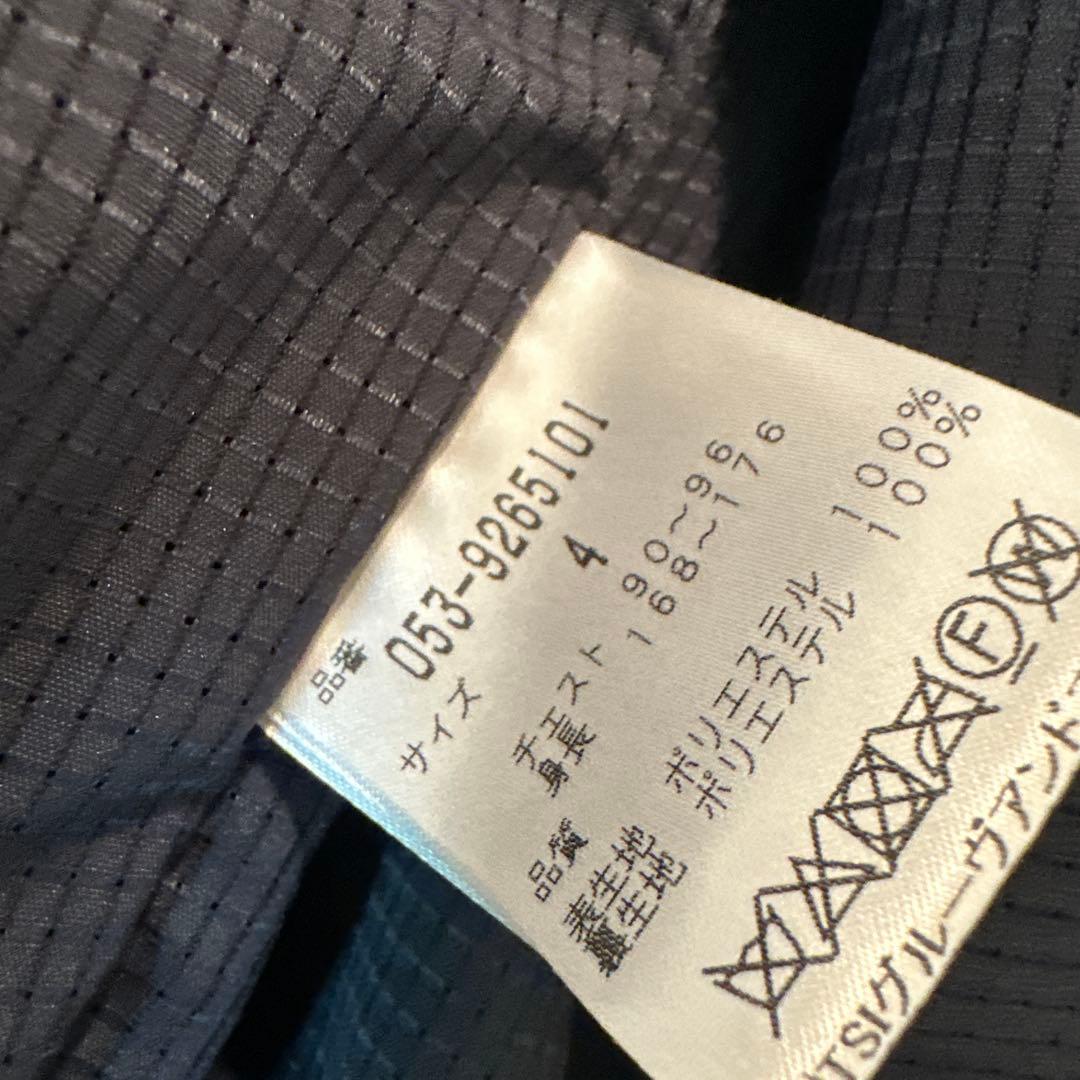 品番 053-9265101
サイズ 4
チェスト 90～96
身長 168～176
品質
表生地 ポリエステル 100%
裏生地 ポリエステル 100%
F W
TSIグルーヴアンド